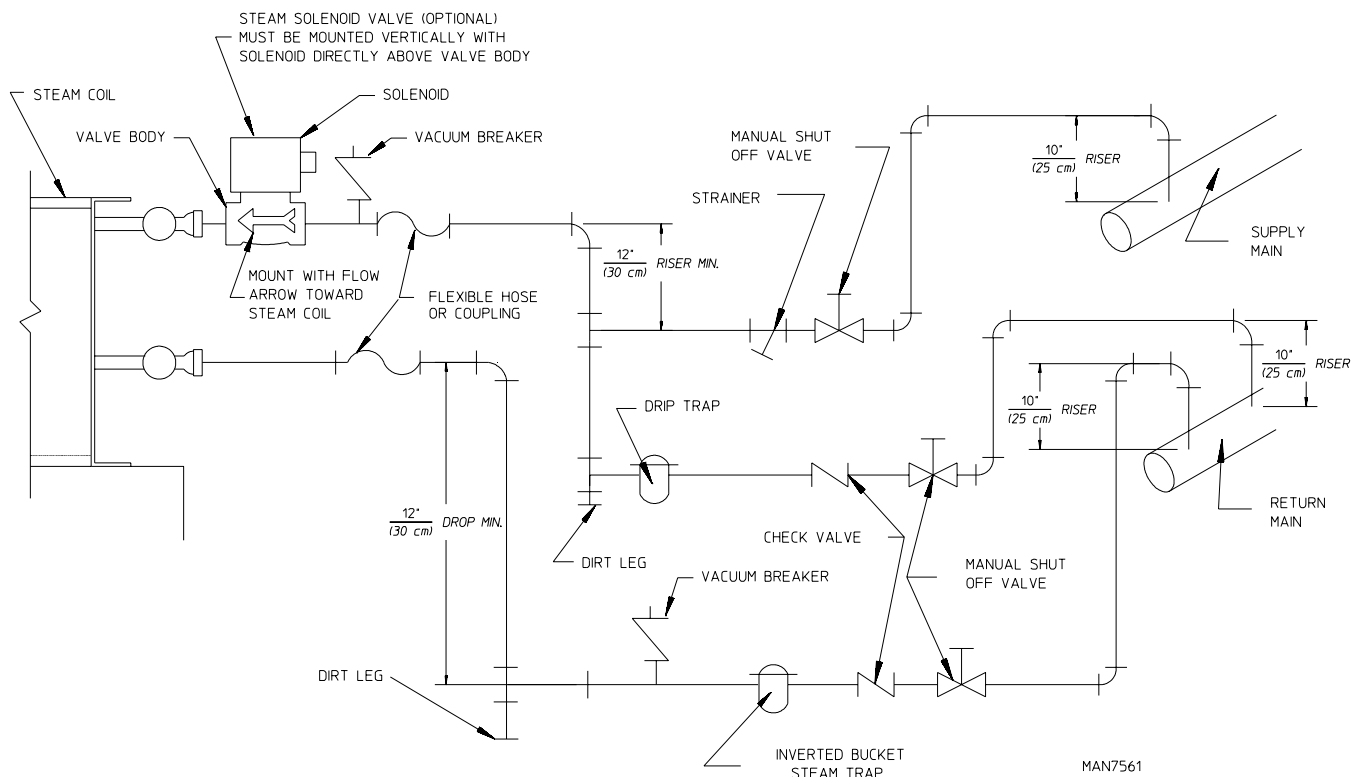 STEAM SOLENOID VALVE (OPTIONAL)
MUST BE MOUNTED VERTICALLY WITH
SOLENOID DIRECTLY ABOVE VALVE BODY
STEAM COIL
SOLENOID
VALVE BODY
VACUUM BREAKER
MANUAL SHUT
OFF VALVE
10"
(25 cm) RISER
STRAINER
SUPPLY
MAIN
12"
(30 cm) RISER MIN.
MOUNT WITH FLOW
ARROW TOWARD
STEAM COIL
FLEXIBLE HOSE
OR COUPLING
10"
(25 cm) RISER
10"
(25 cm) RISER
DRIP TRAP
RETURN
MAIN
12"
(30 cm) DROP MIN.
CHECK VALVE
DIRT LEG
MANUAL SHUT
OFF VALVE
VACUUM BREAKER
DIRT LEG
INVERTED BUCKET
STEAM TRAP
MAN7561